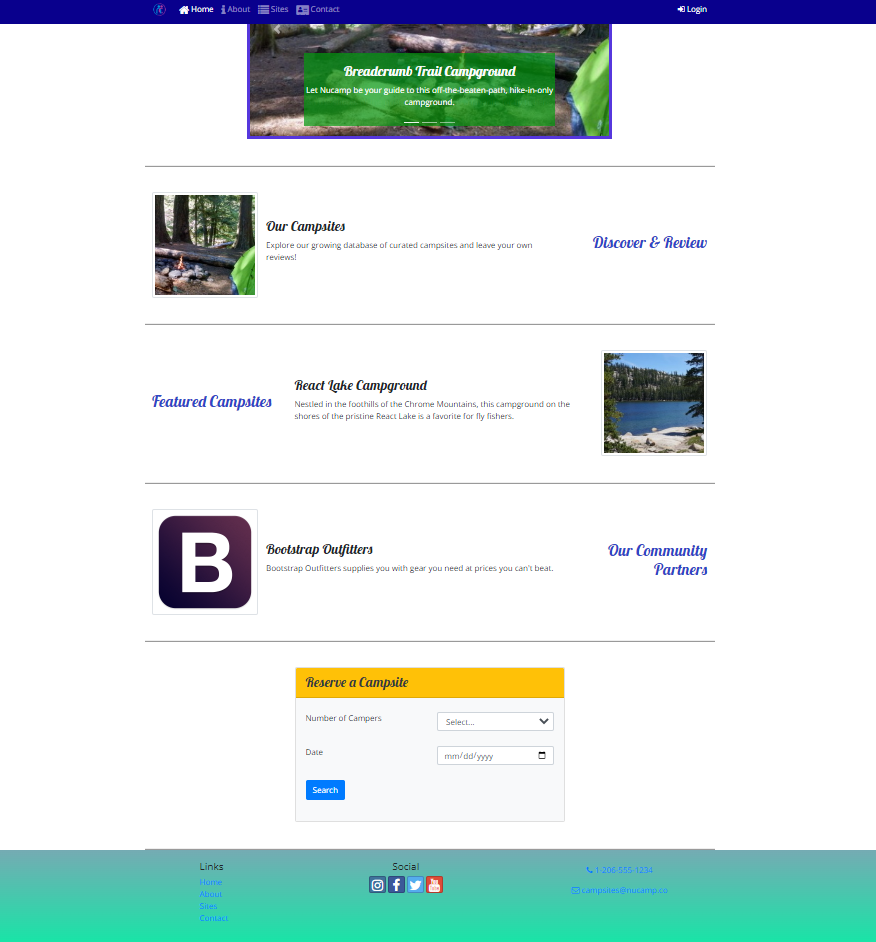 Home About Sites Contact Login
Breadcrumb Trail Campground
Let Nucamp be your guide to this off-the-beaten-path, hike-in-only
campground.
Our Campsites
Explore our growing database of curated campsites and leave your own
reviews!
Discover & Review
Featured Campsites
React Lake Campground
Nestled in the foothills of the Chrome Mountains, this campground on the
shores of the pristine React Lake is a favorite for fly fishers.
B
Bootstrap Outfitters
Bootstrap Outfitters supplies you with gear you need at prices you can't beat.
Our Community
Partners
Reserve a Campsite
Number of Campers
Select...
Date
mm/dd/yyyy
Search
Links
Home
About
Sites
Contact
Social
1-206-555-1234
campsites@nucamp.co